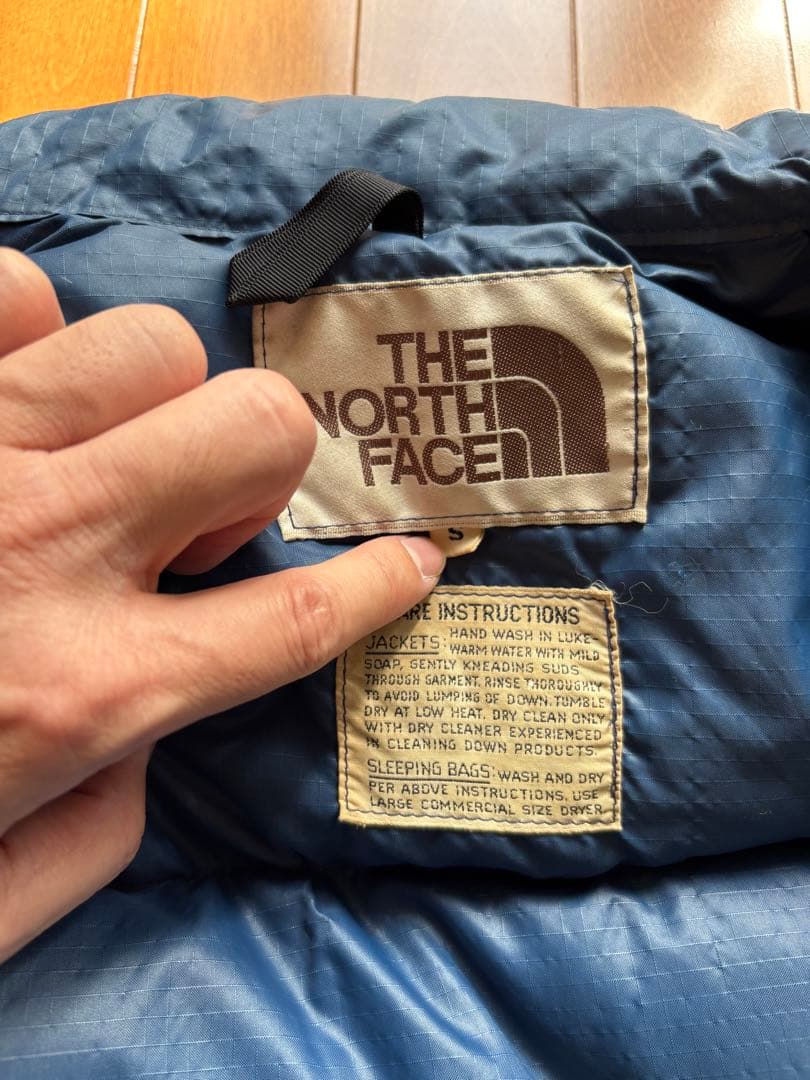 THE
NORTH
FACE
S
ARE INSTRUCTIONS
JACKETS: HAND WASH IN LUKE-
WARM WATER WITH MILD
SOAP, GENTLY KNEADING SUDS
THROUGH GARMENT. RINSE THOROUGHLY
TO AVOID LUMPING OF DOWN. TUMBLE
DRY AT LOW HEAT. DRY CLEAN ONLY
WITH DRY CLEANER EXPERIENCED
IN CLEANING DOWN PRODUCTS.
SLEEPING BAGS: WASH AND DRY
PER ABOVE INSTRUCTIONS. USE
LARGE COMMERCIAL SIZE DRYER